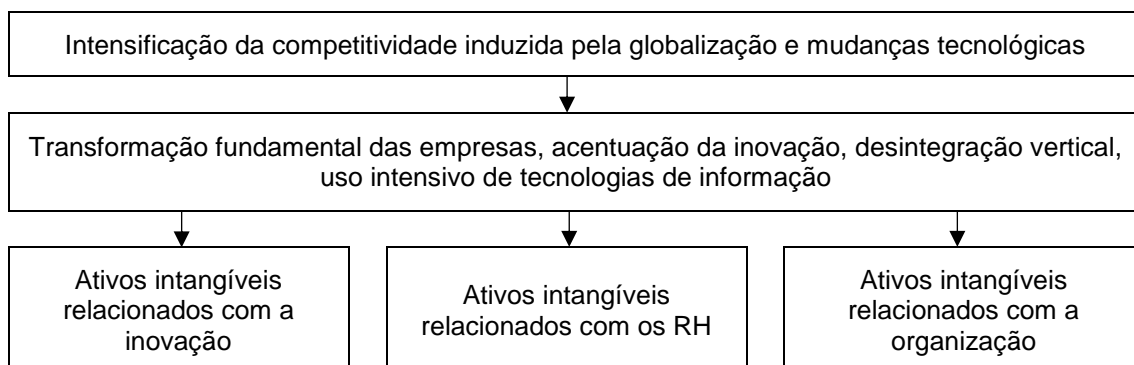 Intensificação da competitividade induzida pela globalização e mudanças tecnológicas
Transformação fundamental das empresas, acentuação da inovação, desintegração vertical,
uso intensivo de tecnologias de informação
Ativos intangíveis
relacionados com a
inovação
Ativos intangíveis
relacionados com os RH
Ativos intangíveis
relacionados com a
organização